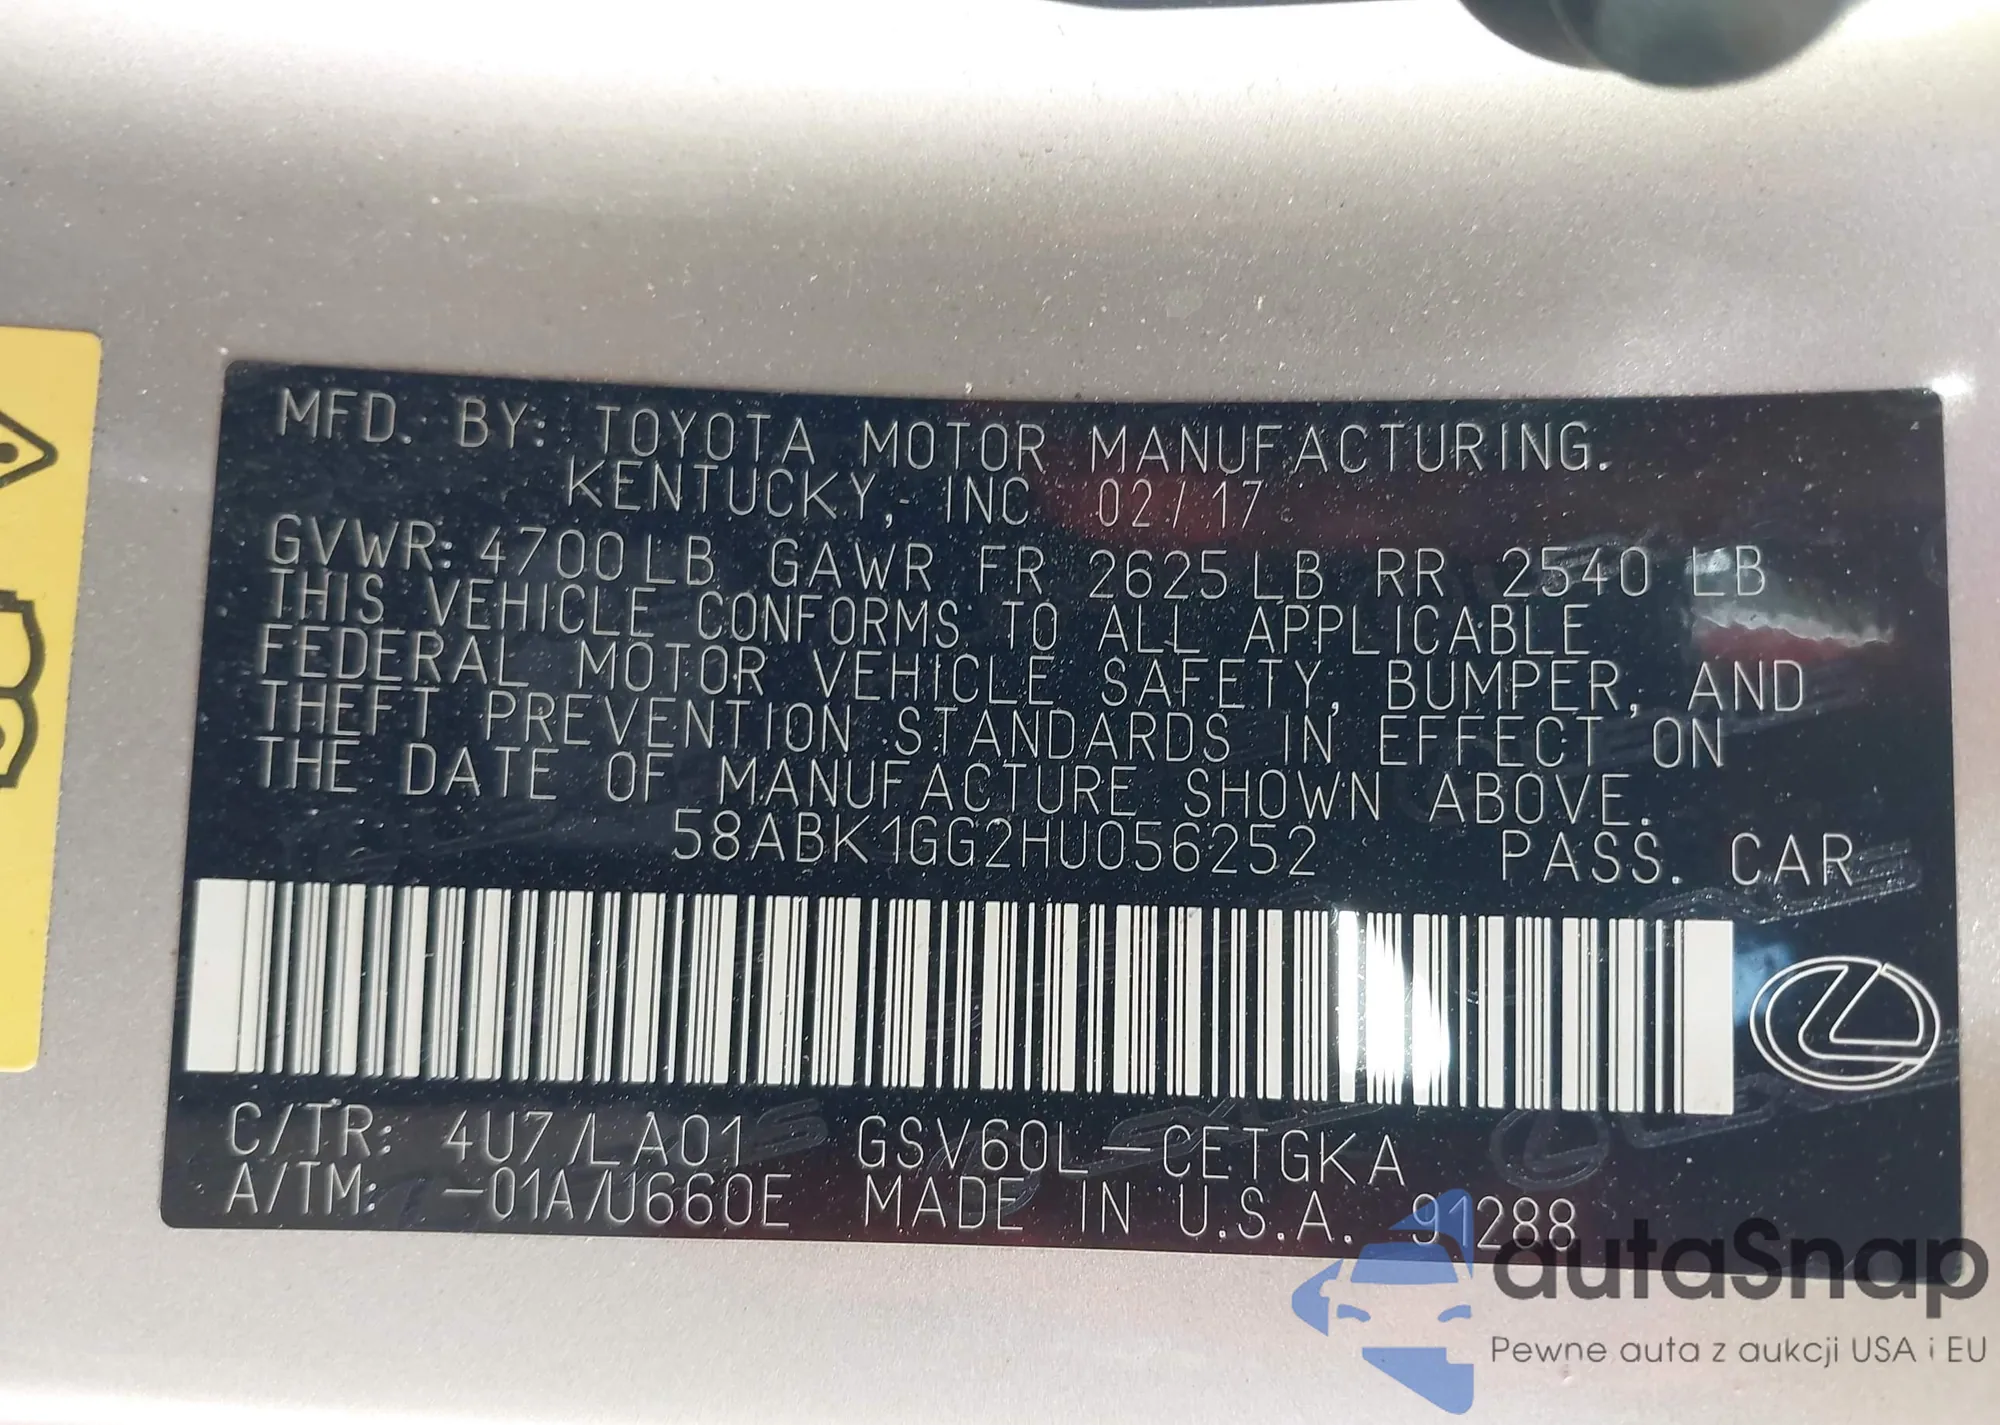 MFD. BY: TOYOTA MOTOR MANUFACTURING.
KENTUCKY, INC 02/17
GVWR: 4700LB GAWR FR 2625LB RR 2540 LB
THIS VEHICLE CONFORMS TO ALL APPLICABLE
FEDERAL MOTOR VEHICLE SAFETY, BUMPER, AND
THEFT PREVENTION STANDARDS IN EFFECT ON
THE DATE OF MANUFACTURE SHOWN ABOVE.
58ABK1GG2HU056252 PASS. CAR
C/TR: 4U7/LA01 GSV60L-CETGKA
A/TM: -01A/U660E MADE IN U.S.A. 91288
autaSnap
Pewne auta z aukcji USA i EU